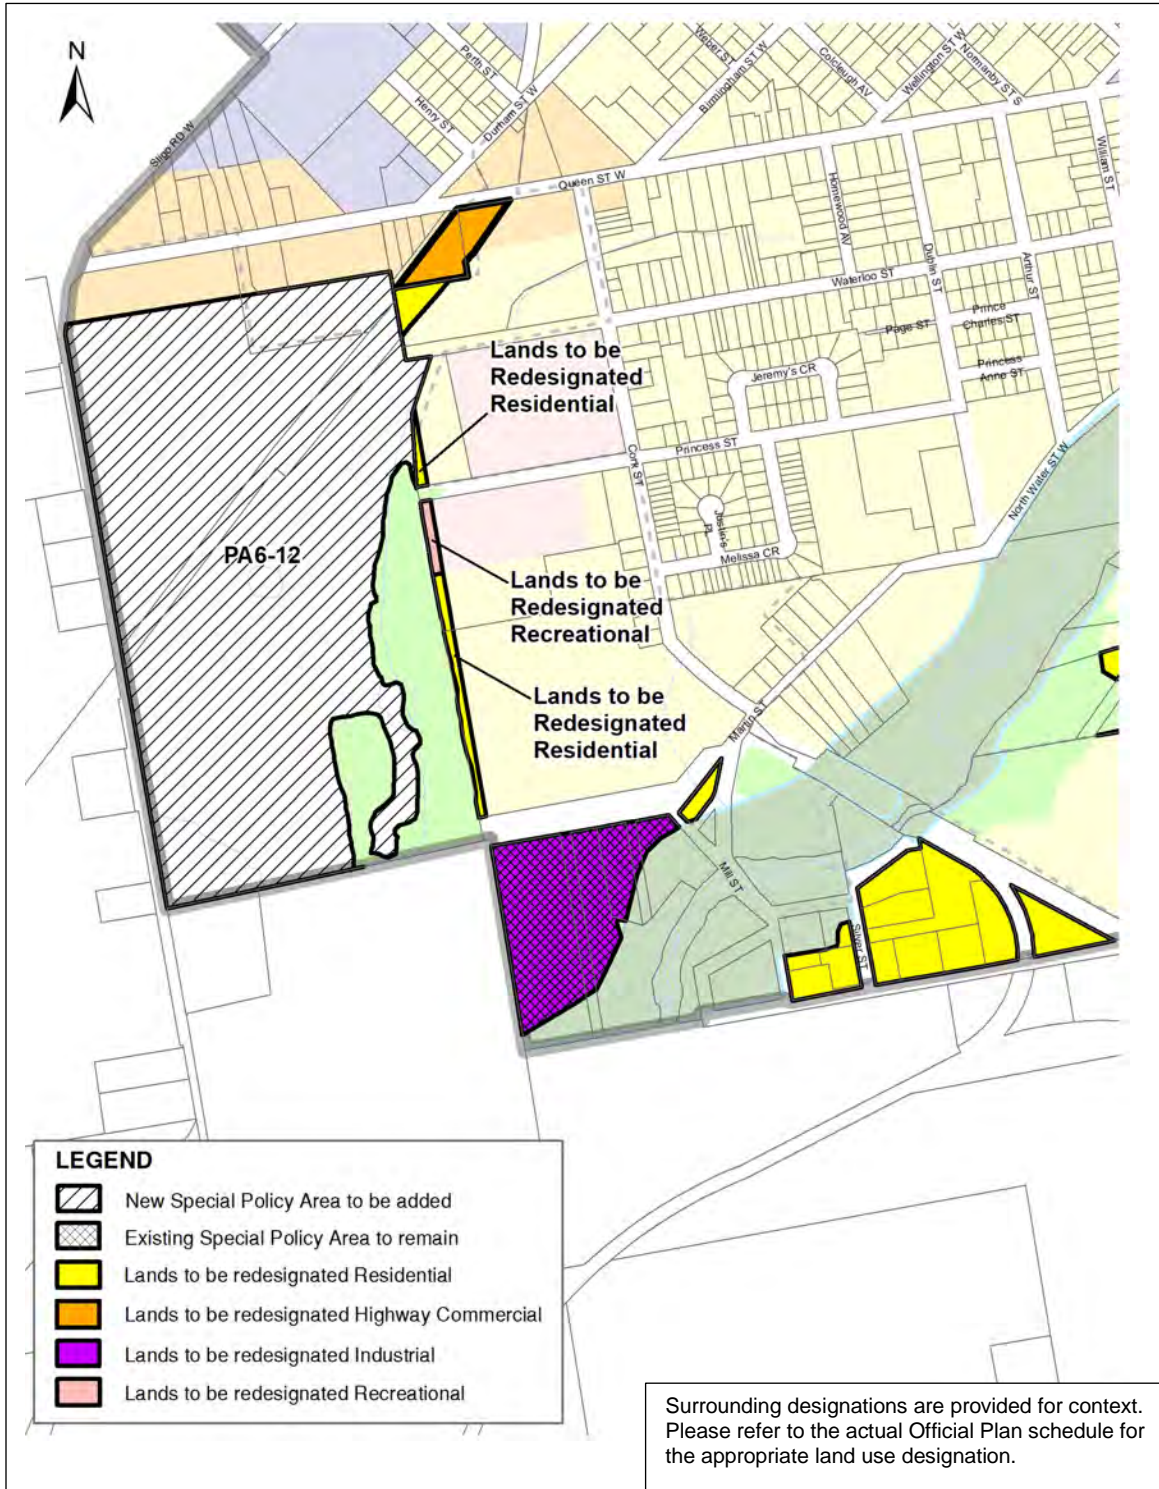 N
Perth ST
Henry ST
Durham ST W
Weber ST
Birmingham ST W
Colcleugh AV
Wellington ST W
Normanby ST S
William ST
Sligo RD W
Queen ST W
Homewood AV
Dublin ST
Arthur ST
Waterloo ST
Page ST
Prince
Charles ST
Princess
Anne ST
Jeremy's CR
Lands to be
Redesignated
Residential
Princess ST
Cork ST
North Water ST W
Justin's
PL
Melissa CR
PA6-12
Lands to be
Redesignated
Recreational
Lands to be
Redesignated
Residential
Martin ST
Mill ST
Silver ST
LEGEND
New Special Policy Area to be added
Existing Special Policy Area to remain
Lands to be redesignated Residential
Lands to be redesignated Highway Commercial
Lands to be redesignated Industrial
Lands to be redesignated Recreational
Surrounding designations are provided for context.
Please refer to the actual Official Plan schedule for
the appropriate land use designation.